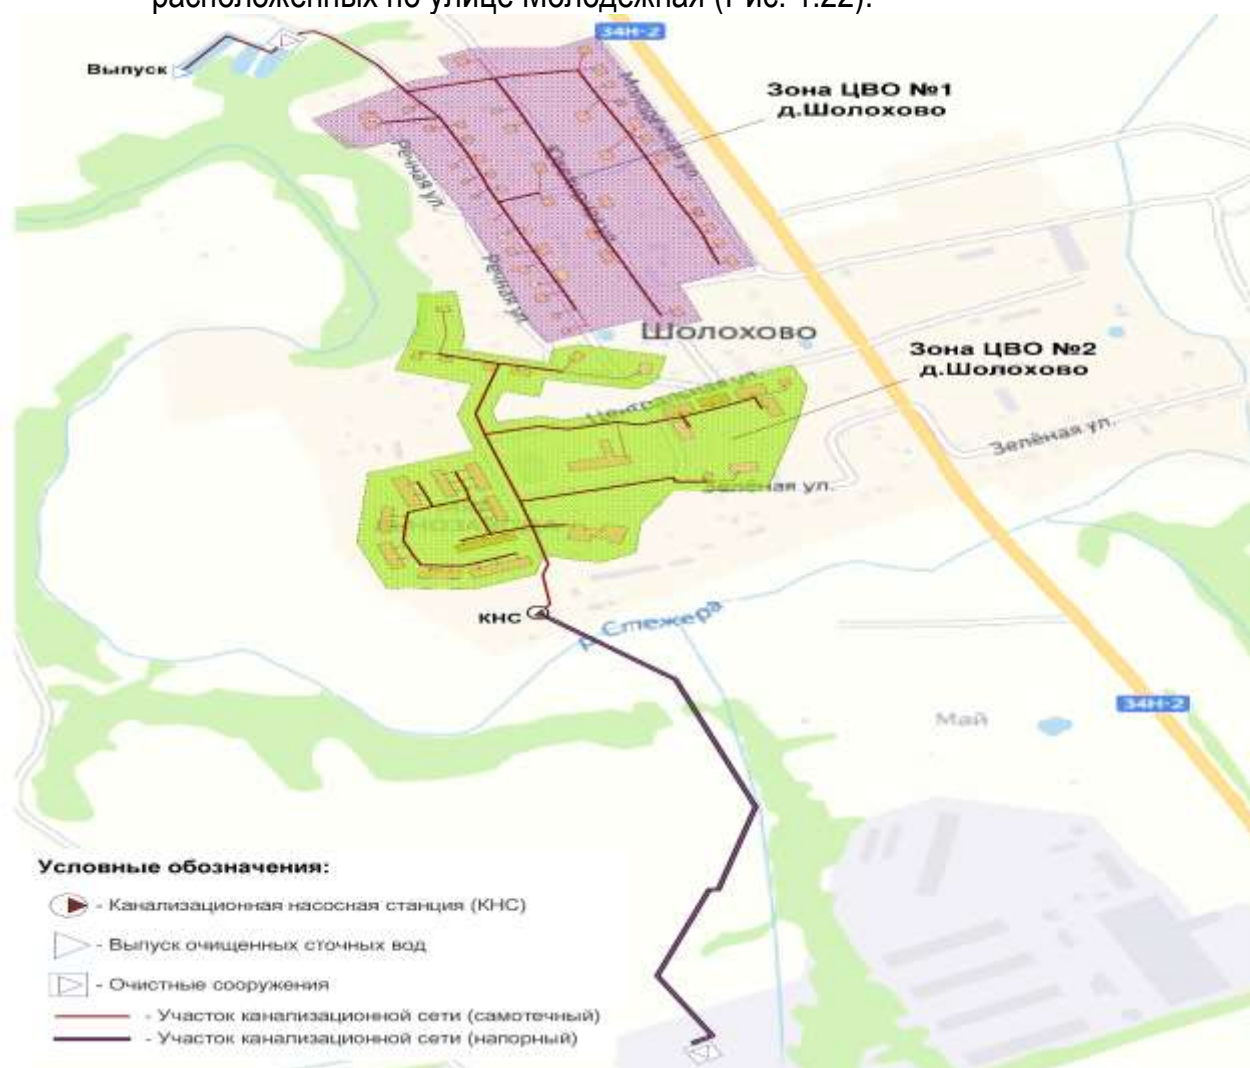 расположенных по улице Молодежная (Рис. 1.22).
34Н-2
Выпуск
Зона ЦВО №1
д.Шолохово
Молодёжная ул.
Речная ул.
Речная ул.
Шолохово
Зона ЦВО №2
д.Шолохово
Центральная ул.
Зелёная ул.
Зелёная ул.
КНС
р. Стежера
34Н-2
Май
Условные обозначения:
- Канализационная насосная станция (КНС)
- Выпуск очищенных сточных вод
- Очистные сооружения
- Участок канализационной сети (самотечный)
- Участок канализационной сети (напорный)